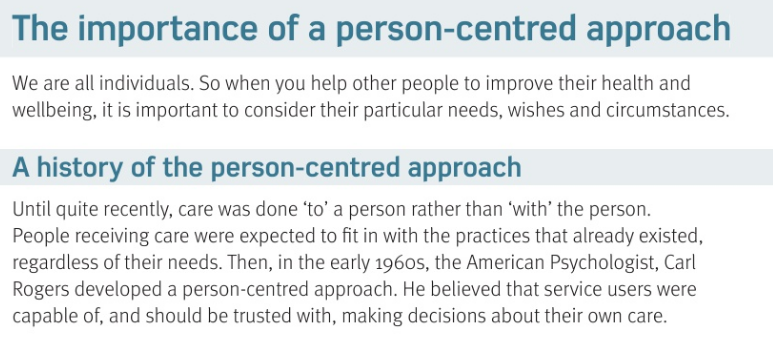 The importance of a person-centred approach
We are all individuals. So when you help other people to improve their health and
wellbeing, it is important to consider their particular needs, wishes and circumstances.
A history of the person-centred approach
Until quite recently, care was done ‘to’ a person rather than ‘with’ the person.
People receiving care were expected to fit in with the practices that already existed,
regardless of their needs. Then, in the early 1960s, the American Psychologist, Carl
Rogers developed a person-centred approach. He believed that service users were
capable of, and should be trusted with, making decisions about their own care.